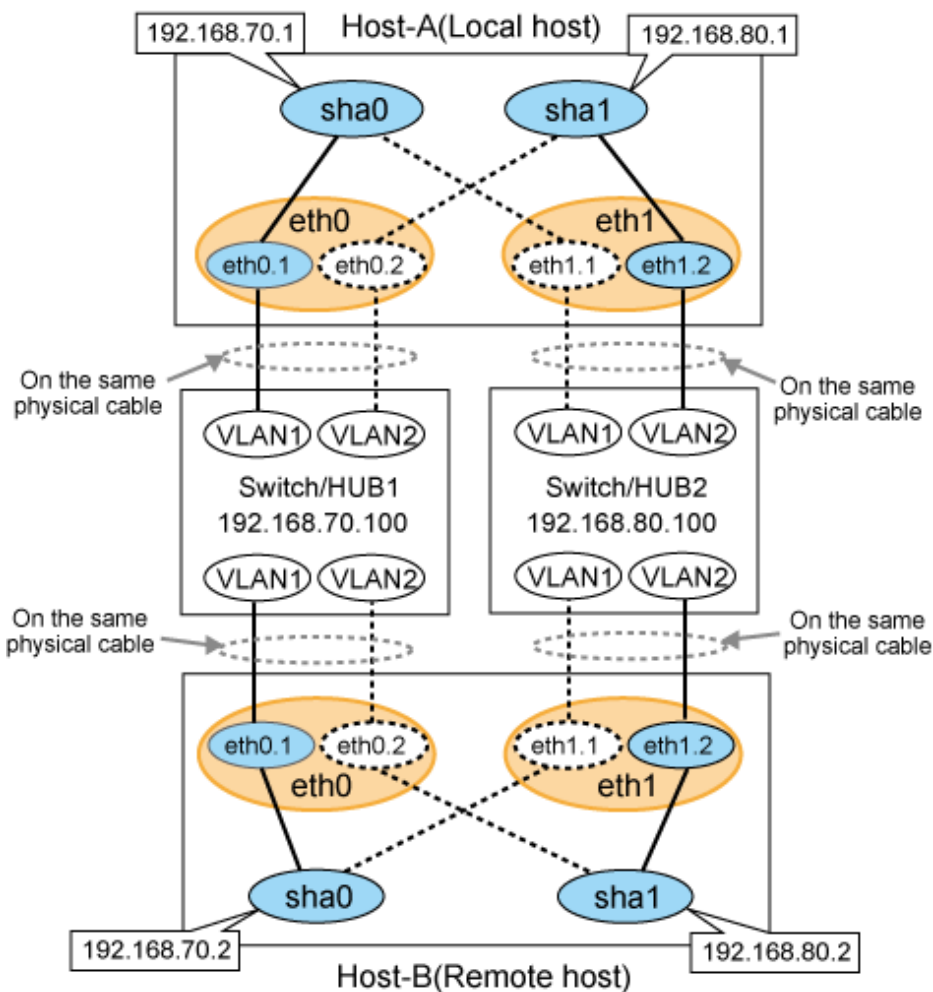 192.168.70.1
Host-A(Local host)
192.168.80.1
sha0
sha1
eth0
eth1
eth0.1
eth0.2
eth1.1
eth1.2
On the same
physical cable
On the same
physical cable
VLAN1
VLAN2
VLAN1
VLAN2
Switch/HUB1
192.168.70.100
Switch/HUB2
192.168.80.100
VLAN1
VLAN2
VLAN1
VLAN2
On the same
physical cable
On the same
physical cable
eth0.1
eth0.2
eth1.1
eth1.2
eth0
eth1
sha0
sha1
192.168.70.2
192.168.80.2
Host-B(Remote host)